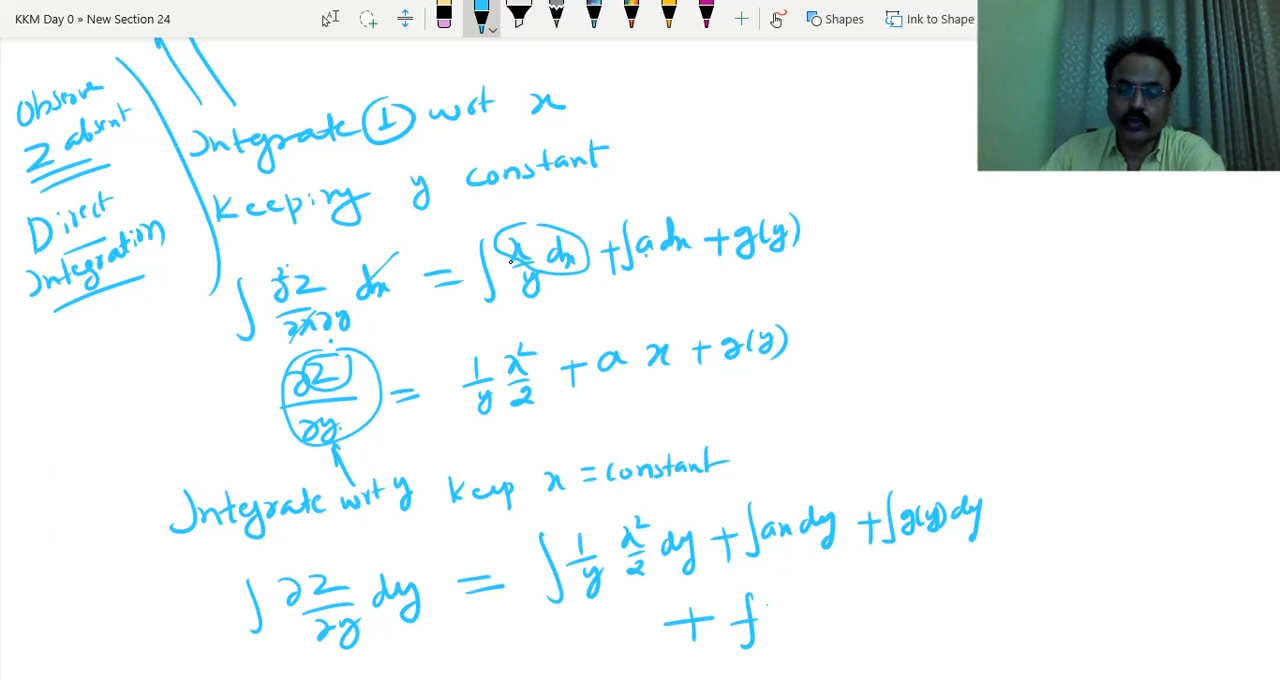 KKM Day 0 » New Section 24
Shapes
Ink to Shape
Observe
Z absent
Direct
Integration
Integrate ① wrt x
Keeping y constant
∫ ∂²z/∂x∂y dx = ∫ x/y dx + ∫ a dx + g(y)
∂z/∂y = 1/y x²/2 + a x + g(y)
Integrate wrt y keep x = constant
∫ ∂z/∂y dy = ∫ 1/y x²/2 dy + ∫ ax dy + ∫ g(y) dy
+ f